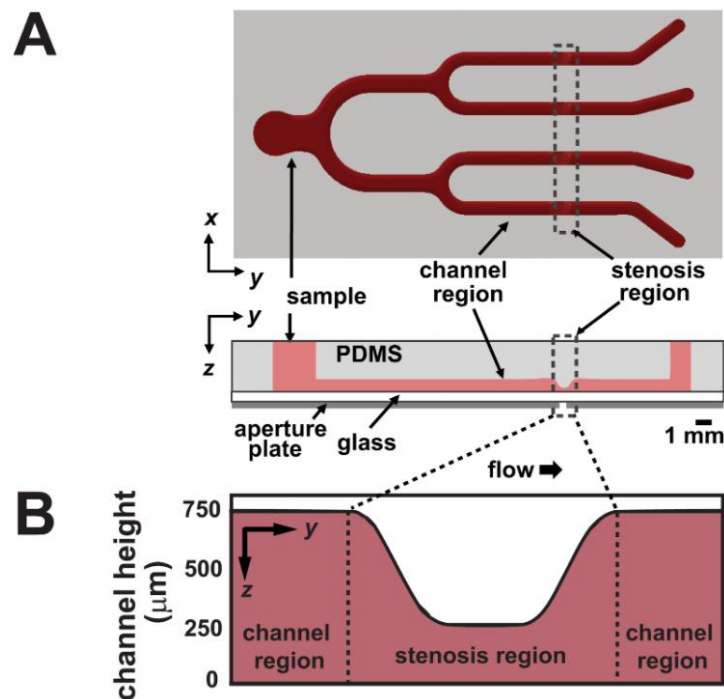 A
x
y
sample
channel
region
stenosis
region
y
z
PDMS
aperture
plate
glass
1 mm
flow
B
channel height
(μm)
750
500
250
0
y
z
channel
region
stenosis region
channel
region